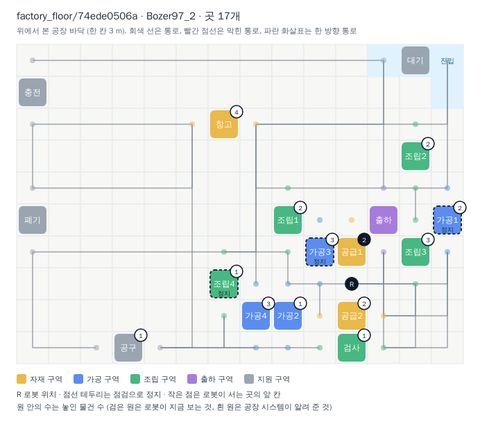 factory_floor/74ede0506a · Bozer97_2 · 곳 17개
위에서 본 공장 바닥 (한 칸 3 m). 회색 선은 통로, 빨간 점선은 막힌 통로, 파란 화살표는 한 방향 통로
대기
진입
충전
창고 4
조립2 2
폐기
조립1 2
출하
가공1 2
정지
가공3 3
정지
공급1 2
조립3 3
조립4 1
정지
R
가공4 3
가공2 1
공급2 2
공구 1
검사 1
자재 구역
가공 구역
조립 구역
출하 구역
지원 구역
R 로봇 위치 · 점선 테두리는 점검으로 정지 · 작은 점은 로봇이 서는 곳의 앞 칸
원 안의 수는 놓인 물건 수 (검은 원은 로봇이 지금 보는 것, 흰 원은 공장 시스템이 알려 준 것)